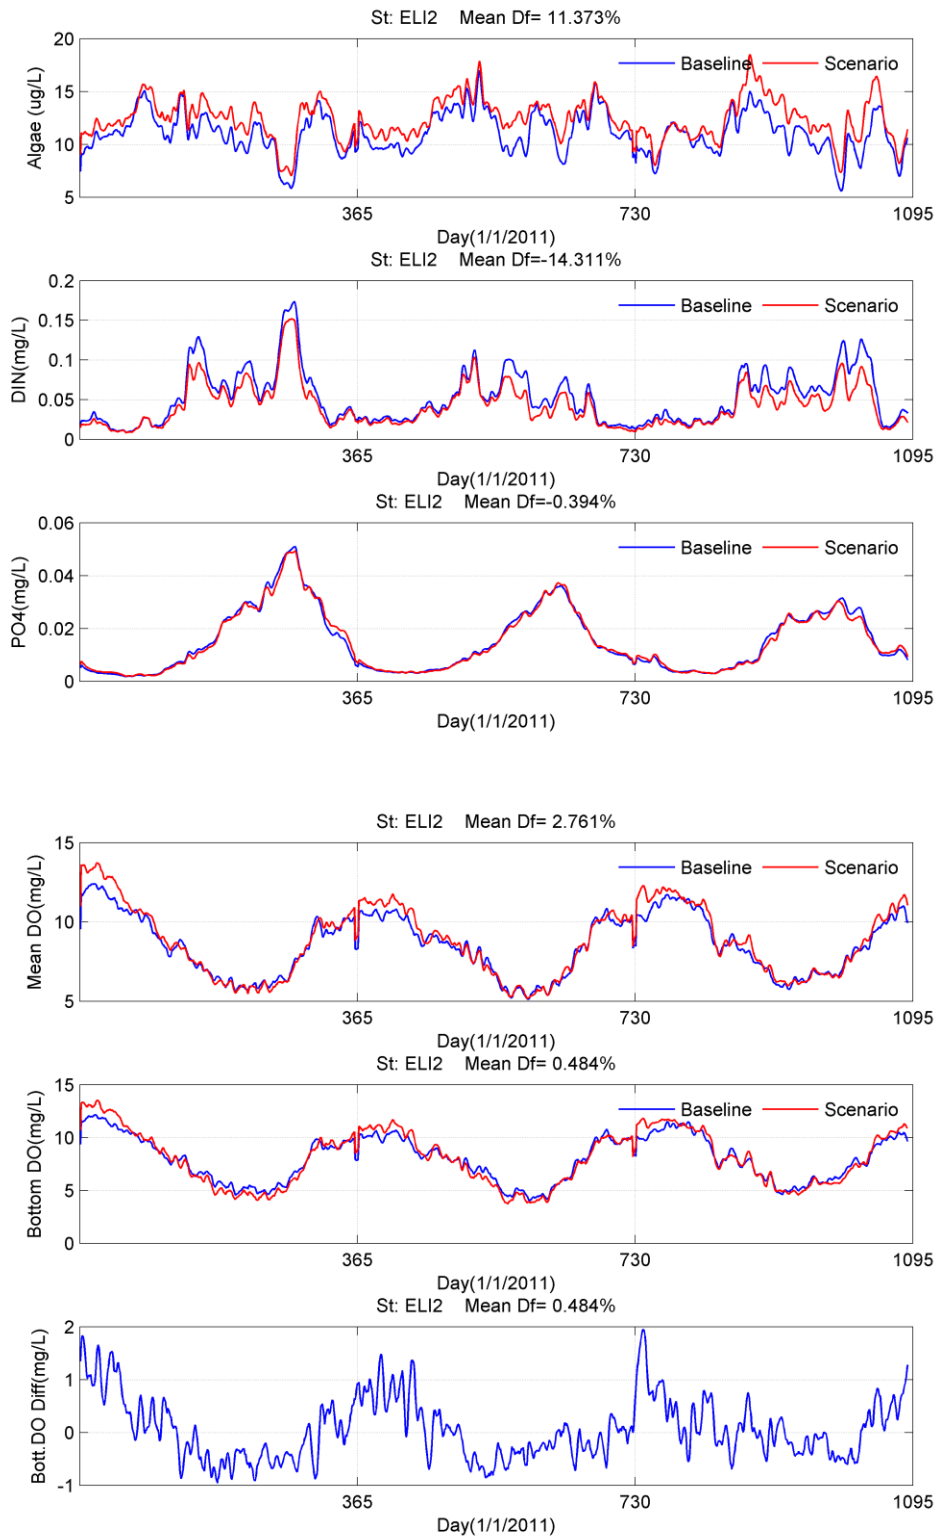 St: ELI2 Mean Df= 11.373%
20
15
10
5
Algae (ug/L)
Baseline Scenario
365 730 1095
Day(1/1/2011)
St: ELI2 Mean Df=-14.311%
0.2
0.15
0.1
0.05
0
DIN(mg/L)
Baseline Scenario
365 730 1095
Day(1/1/2011)
St: ELI2 Mean Df=-0.394%
0.06
0.04
0.02
0
PO4(mg/L)
Baseline Scenario
365 730 1095
Day(1/1/2011)
St: ELI2 Mean Df= 2.761%
15
10
5
Mean DO(mg/L)
Baseline Scenario
365 730 1095
Day(1/1/2011)
St: ELI2 Mean Df= 0.484%
15
10
5
0
Bottom DO(mg/L)
Baseline Scenario
365 730 1095
Day(1/1/2011)
St: ELI2 Mean Df= 0.484%
2
1
0
-1
Bott.DO Diff(mg/L)
365 730 1095
Day(1/1/2011)